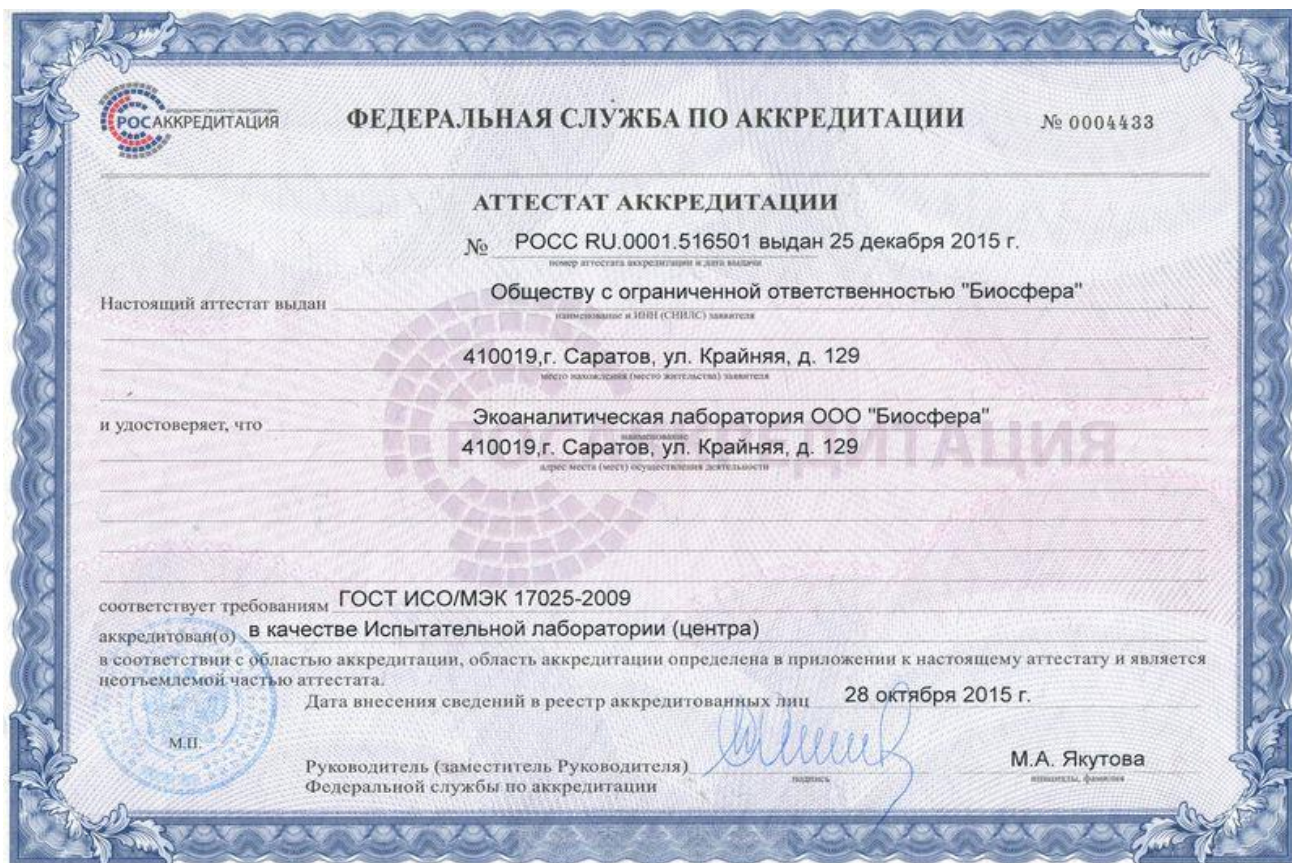 РОСАККРЕДИТАЦИЯ
ФЕДЕРАЛЬНАЯ СЛУЖБА ПО АККРЕДИТАЦИИ
№ 0004433
АТТЕСТАТ АККРЕДИТАЦИИ
№ РОСС RU.0001.516501 выдан 25 декабря 2015 г.
номер аттестата аккредитации и дата выдачи
Настоящий аттестат выдан Обществу с ограниченной ответственностью "Биосфера"
наименование и ИНН (СНИЛС) заявителя
410019,г. Саратов, ул. Крайняя, д. 129
место нахождения (место жительства) заявителя
и удостоверяет, что Экоаналитическая лаборатория ООО "Биосфера"
наименование
410019,г. Саратов, ул. Крайняя, д. 129
адрес места (мест) осуществления деятельности
соответствует требованиям ГОСТ ИСО/МЭК 17025-2009
аккредитован(о) в качестве Испытательной лаборатории (центра)
в соответствии с областью аккредитации, область аккредитации определена в приложении к настоящему аттестату и является
неотъемлемой частью аттестата.
Дата внесения сведений в реестр аккредитованных лиц 28 октября 2015 г.
М.П.
Руководитель (заместитель Руководителя)
Федеральной службы по аккредитации
подпись
М.А. Якутова
инициалы, фамилия